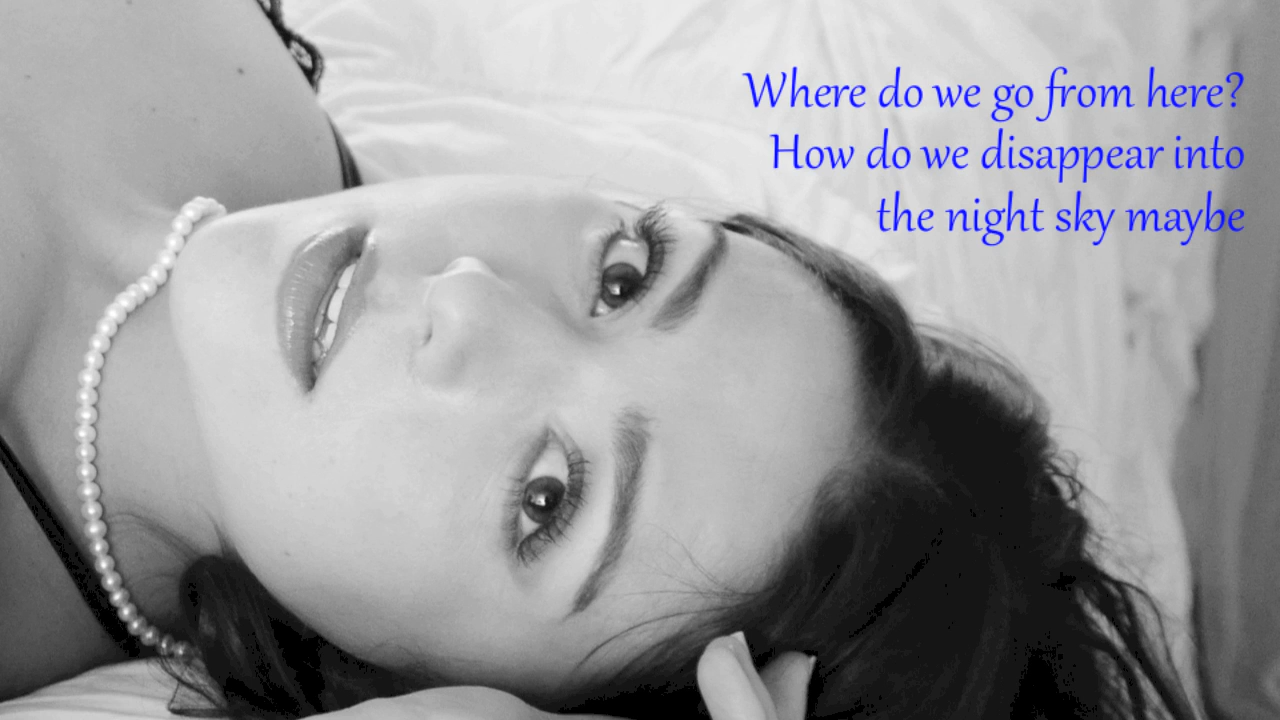 Where do we go from here?
How do we disappear into
the night sky maybe